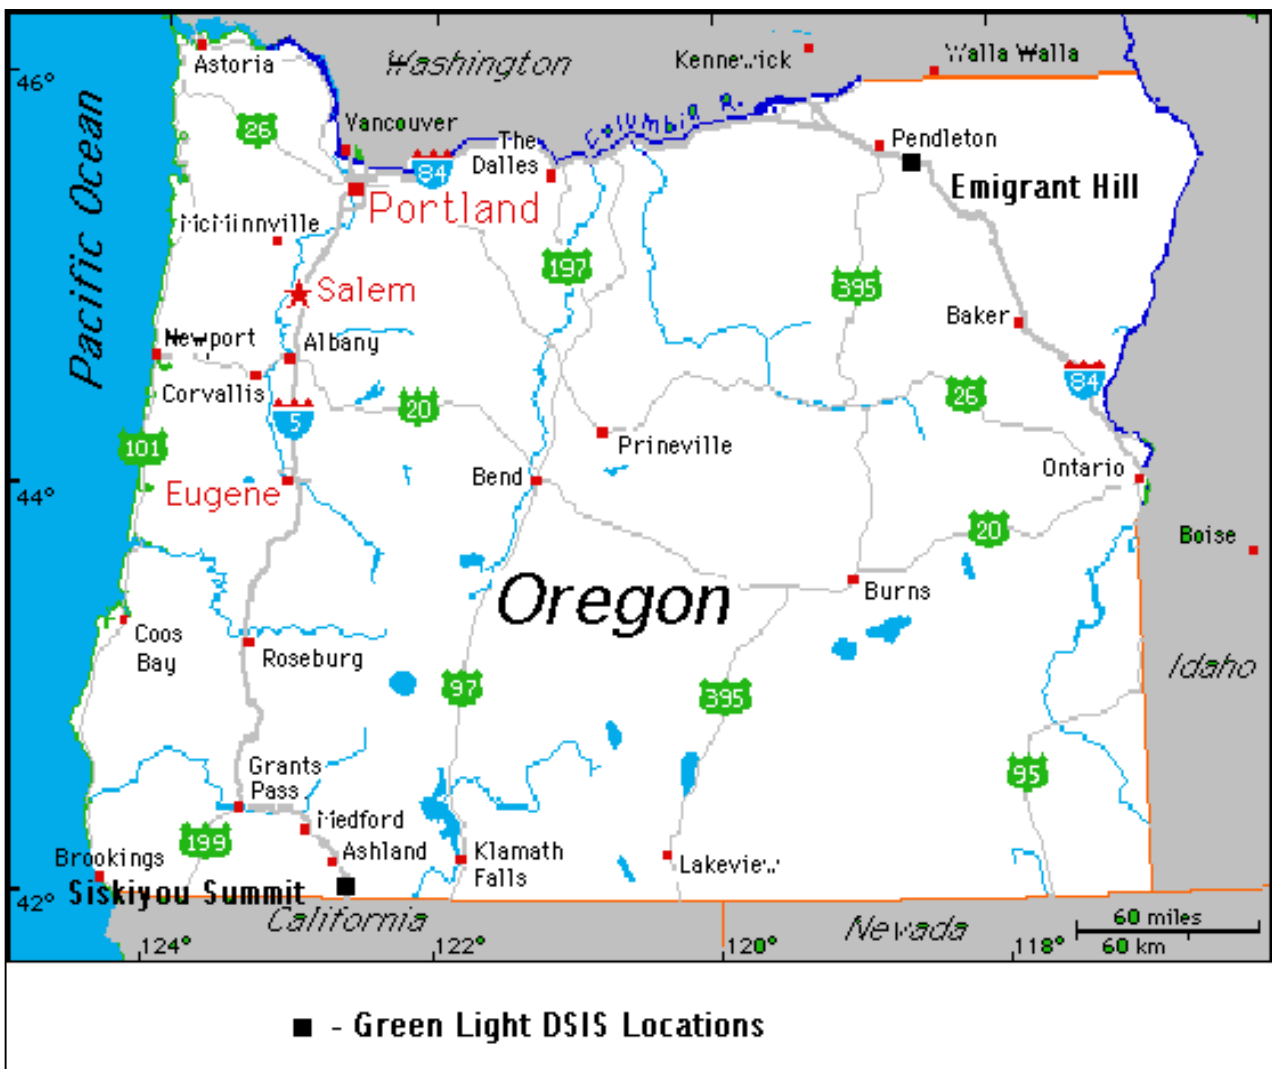 Astoria
Washington
Kennewick
Walla Walla
46°
Pacific Ocean
26
Vancouver
84
The
Dalles
Columbia R.
Pendleton
Emigrant Hill
Portland
McMinnville
197
395
Salem
Baker
Newport
Albany
Corvallis
84
5
20
26
101
Prineville
Bend
Ontario
44°
Eugene
20
Boise
Oregon
Burns
Coos
Bay
Roseburg
Idaho
97
395
Grants
Pass
95
Medford
199
Ashland
Klamath
Falls
Lakeview
Brookings
Siskiyou Summit
42°
California
Nevada
60 miles
60 km
124°
122°
120°
118°
■ - Green Light DSIS Locations